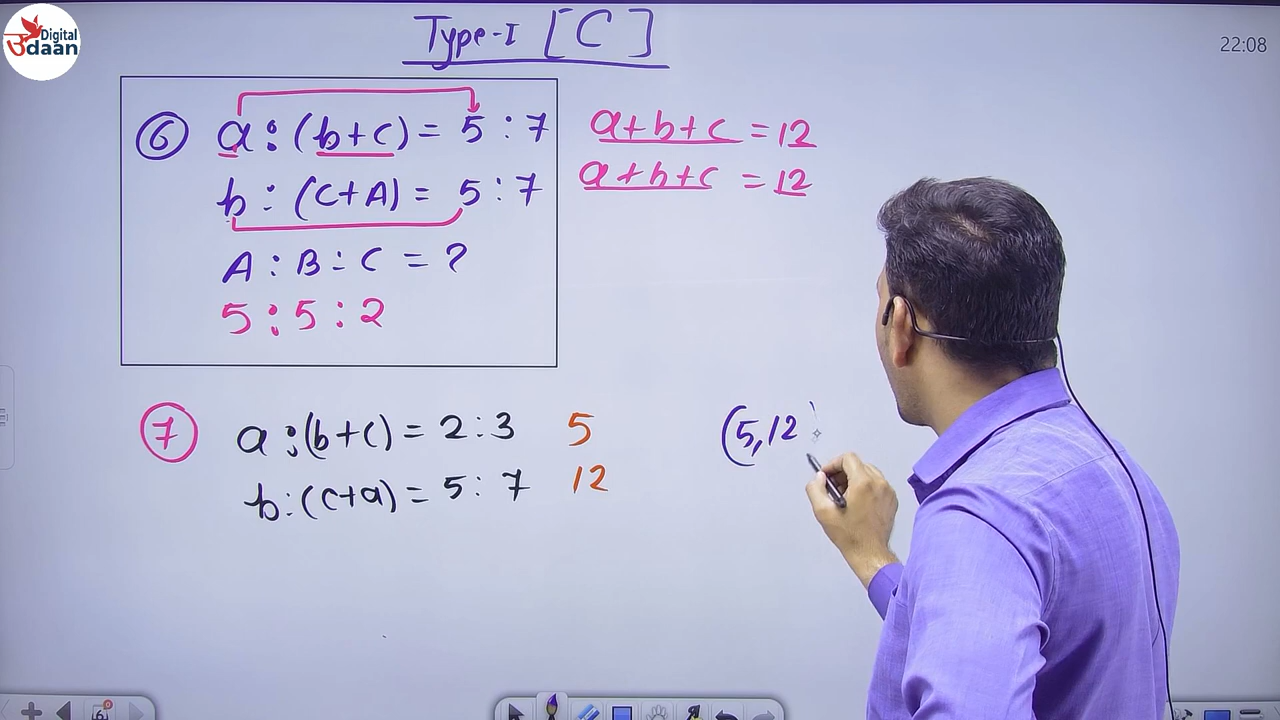 Digital
उdaan
Type-I [C]
22:08
6 a : (b+c) = 5 : 7
a+b+c = 12
b : (C+A) = 5 : 7
a+b+c = 12
A : B : C = ?
5 : 5 : 2
7 a : (b+c) = 2 : 3 5
(5,12
b : (c+a) = 5 : 7 12